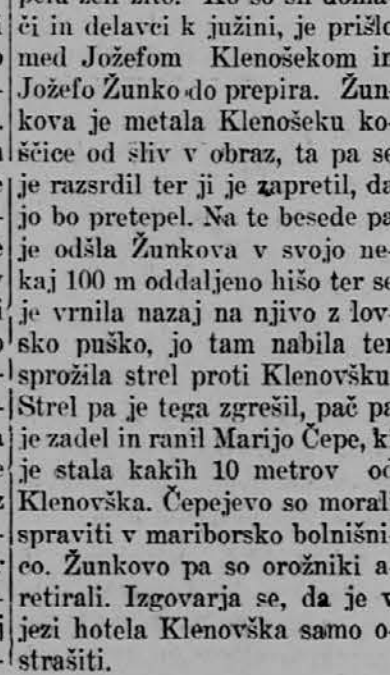 či in delavci k južini, je prišlo
med Jožefom Klenošekom in
Jožefo Žunko do prepira. Žun-
kova je metala Klenošeku ko-
ščice od sliv v obraz, ta pa se
je razsrdil ter ji je zapretil, da
jo bo pretepel. Na te besede pa
je odšla Žunkova v svojo ne-
kaj 100 m oddaljeno hišo ter se
je vrnila nazaj na njivo z lov-
sko puško, jo tam nabila ter
sprožila strel proti Klenovšku.
Strel pa je tega zgrešil, pač pa
je zadel in ranil Marijo Čepe, k
je stala kakih 10 metrov od
Klenovška. Čepejevo so moral
spraviti v mariborsko bolnišni-
co. Žunkovo pa so orožniki a-
retirali. Izgovarja se, da je v
jezi hotela Klenovška samo o-
strašiti.